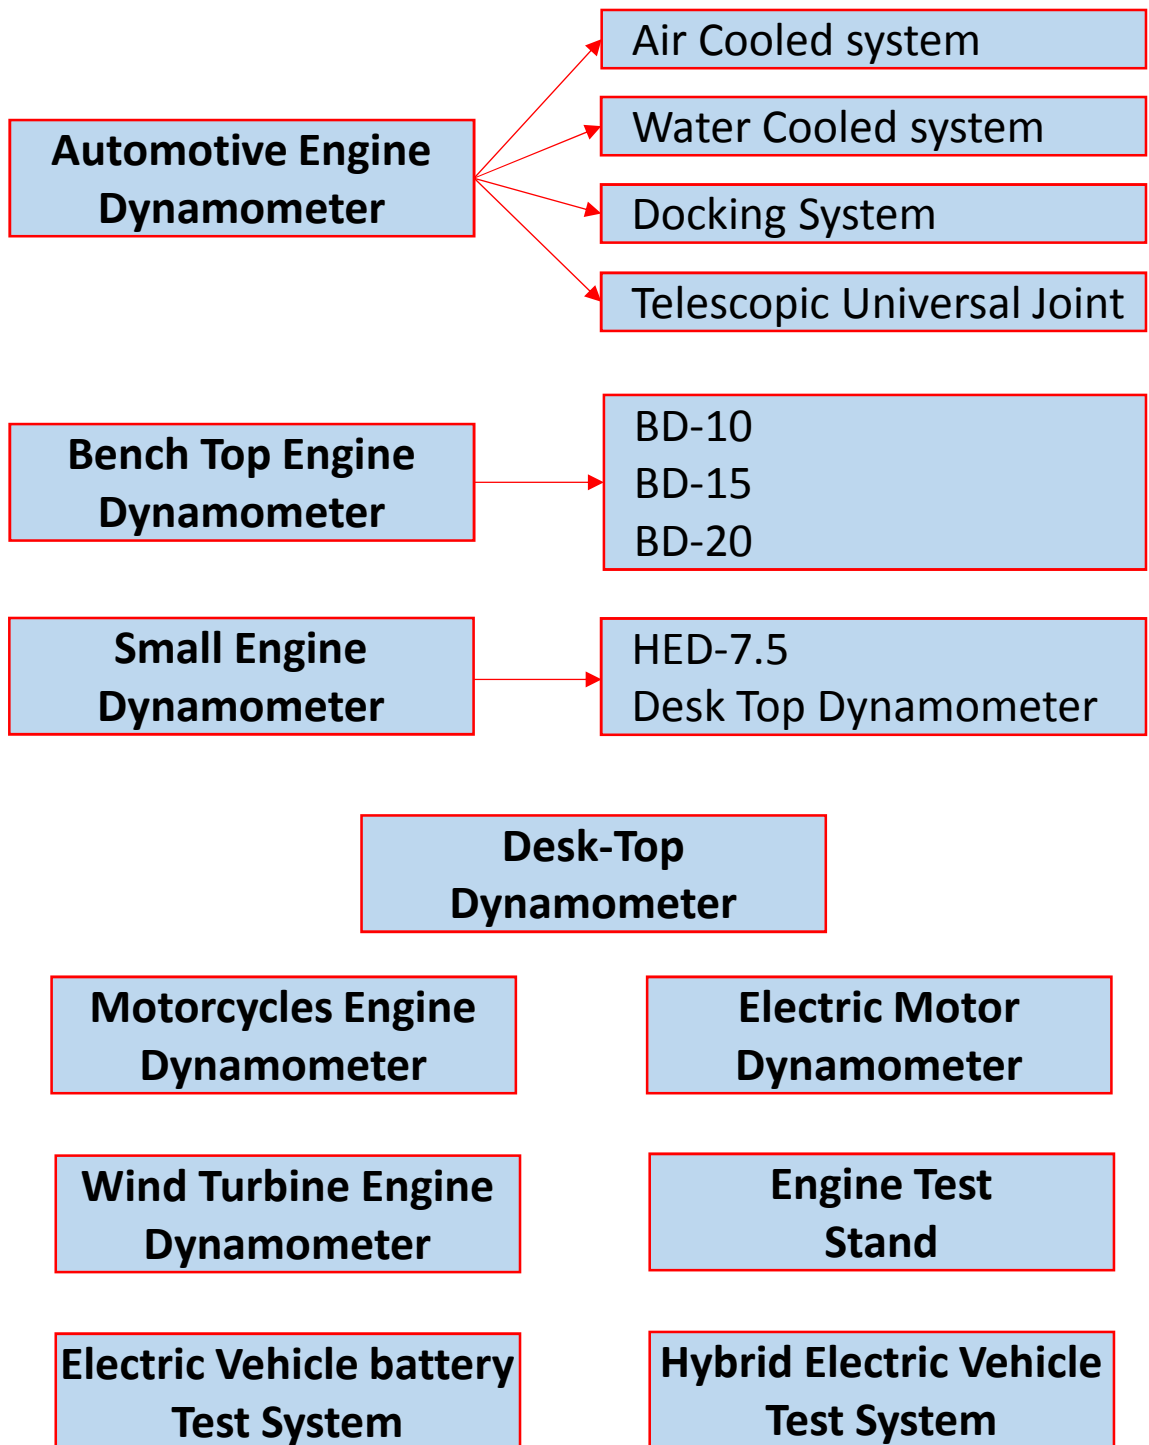 Automotive Engine
Dynamometer
Air Cooled system
Water Cooled system
Docking System
Telescopic Universal Joint
Bench Top Engine
Dynamometer
BD-10
BD-15
BD-20
Small Engine
Dynamometer
HED-7.5
Desk Top Dynamometer
Desk-Top
Dynamometer
Motorcycles Engine
Dynamometer
Electric Motor
Dynamometer
Wind Turbine Engine
Dynamometer
Engine Test
Stand
Electric Vehicle battery
Test System
Hybrid Electric Vehicle
Test System